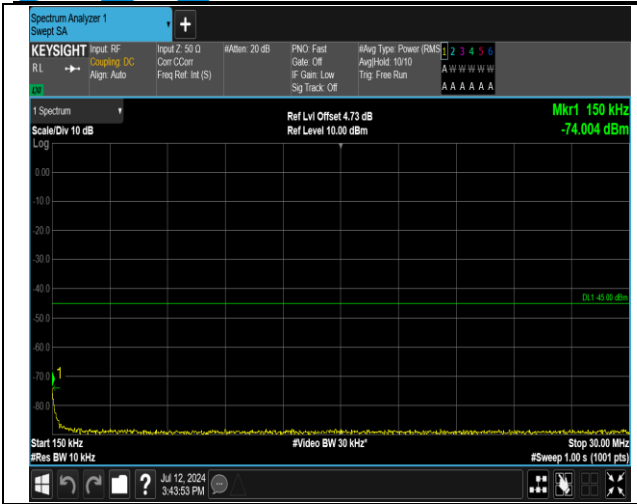 Spectrum Analyzer 1
Swept SA
+
KEYSIGHT
RL
LXI
Input: RF
Coupling: DC
Align: Auto
Input Z: 50 Ω
Corr CCorr
Freq Ref: Int (S)
#Atten: 20 dB
PNO: Fast
Gate: Off
IF Gain: Low
Sig Track: Off
#Avg Type: Power (RMS
Avg|Hold: 10/10
Trig: Free Run
1 2 3 4 5 6
A W W W W W
A A A A A A
1 Spectrum
Scale/Div 10 dB
Log
Ref Lvl Offset 4.73 dB
Ref Level 10.00 dBm
Mkr1 150 kHz
-74.004 dBm
0.00
-10.0
-20.0
-30.0
-40.0
DL1 -45.00 dBm
-50.0
-60.0
-70.0
1
-80.0
Start 150 kHz
#Video BW 30 kHz*
Stop 30.00 MHz
#Res BW 10 kHz
#Sweep 1.00 s (1001 pts)
?
Jul 12, 2024
3:43:53 PM